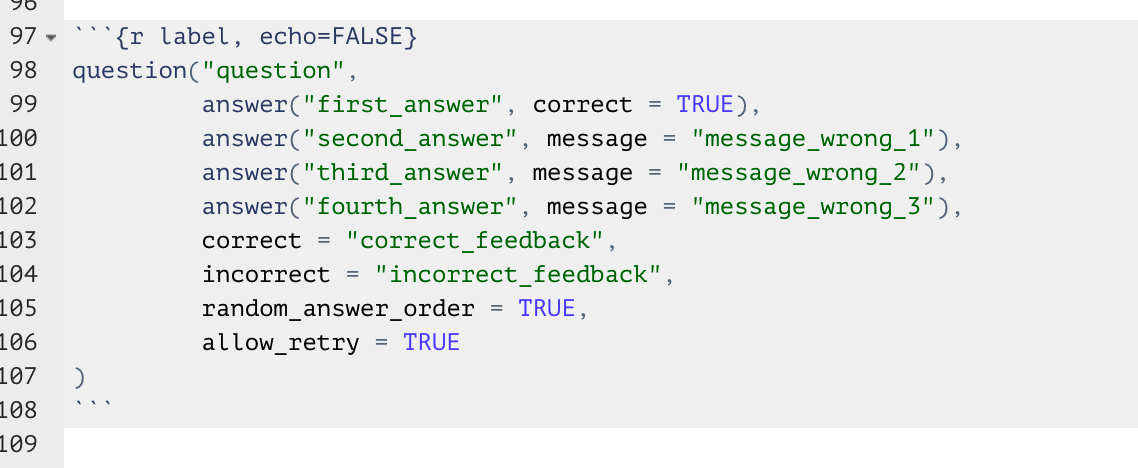 96
97 ```{r label, echo=FALSE}
98 question("question",
99 answer("first_answer", correct = TRUE),
100 answer("second_answer", message = "message_wrong_1"),
101 answer("third_answer", message = "message_wrong_2"),
102 answer("fourth_answer", message = "message_wrong_3"),
103 correct = "correct_feedback",
104 incorrect = "incorrect_feedback",
105 random_answer_order = TRUE,
106 allow_retry = TRUE
107 )
108 ```
109